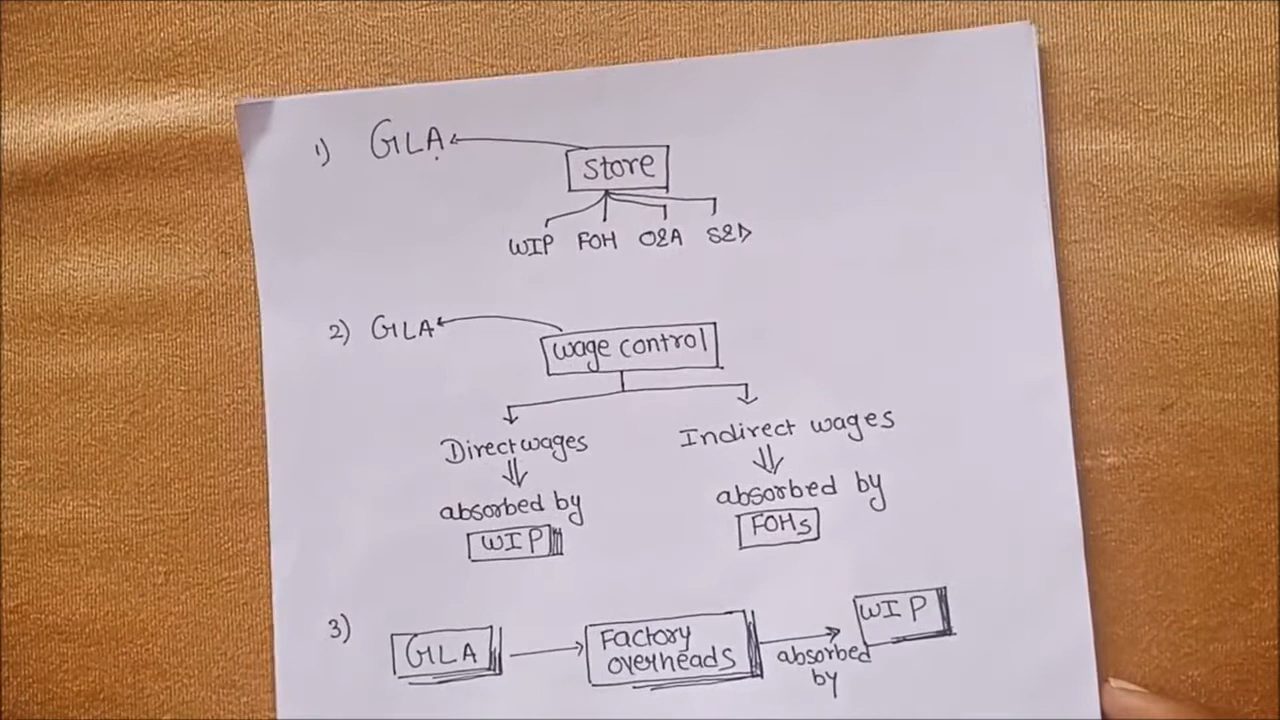 1) GLA
Store
WIP FOH O&A S&D
2) GLA
wage control
Direct wages
Indirect wages
absorbed by
WIP
absorbed by
FOHs
3)
GLA
Factory
overheads
absorbed
by
WIP